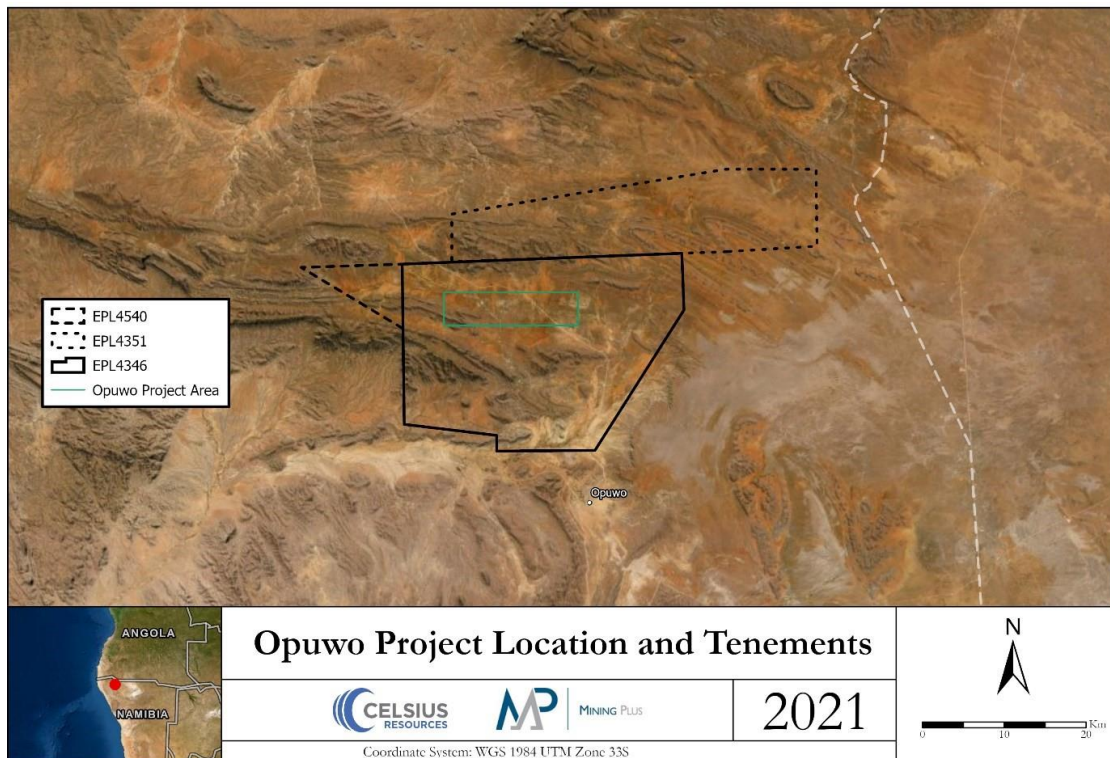 EPL4540
EPL4351
EPL4346
Opuwo Project Area
Opuwo
ANGOLA
NAMIBIA
Opuwo Project Location and Tenements
CELSIUS
RESOURCES
MINING PLUS
2021
Coordinate System: WGS 1984 UTM Zone 33S
N
Km
0 10 20